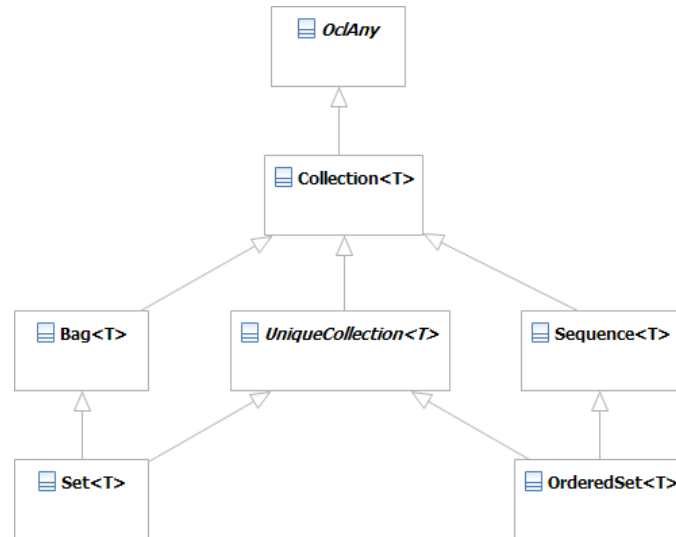 OclAny
Collection<T>
Bag<T>
UniqueCollection<T>
Sequence<T>
Set<T>
OrderedSet<T>